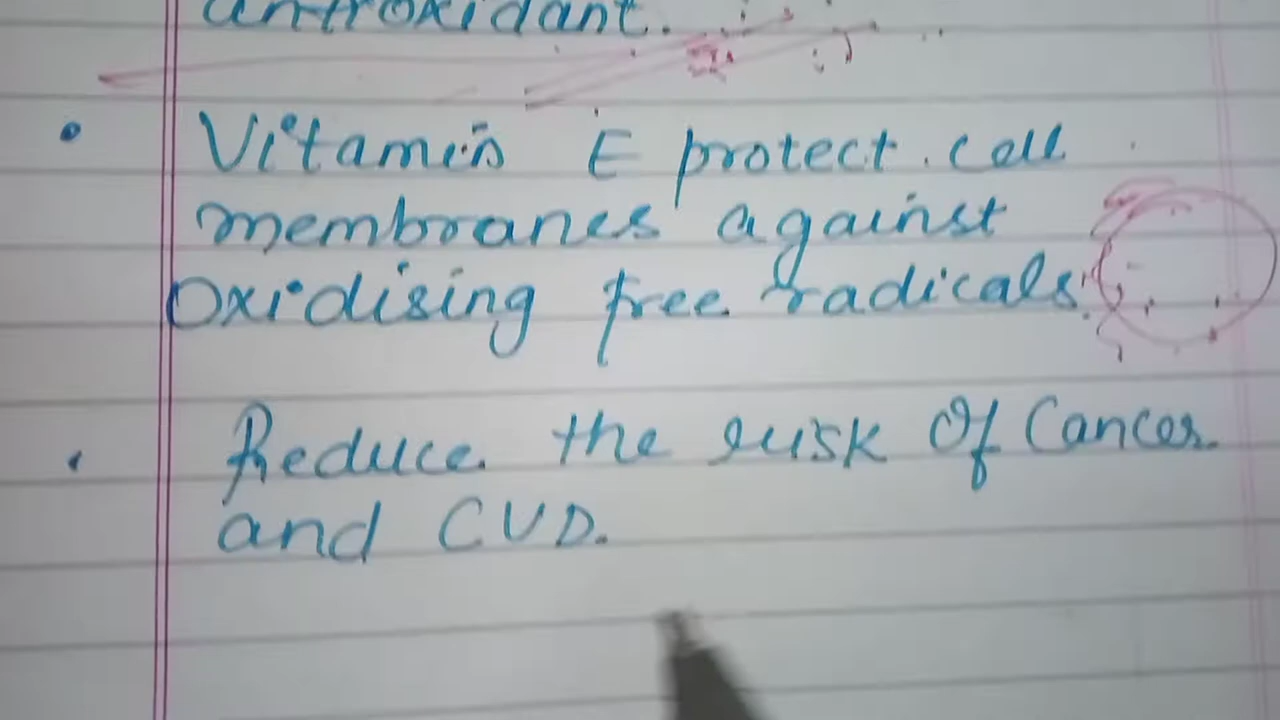 antioxidant.
• Vitamin E protect cell
membranes against
Oxidising free radicals.
• Reduce the risk of Cancer
and CVD.